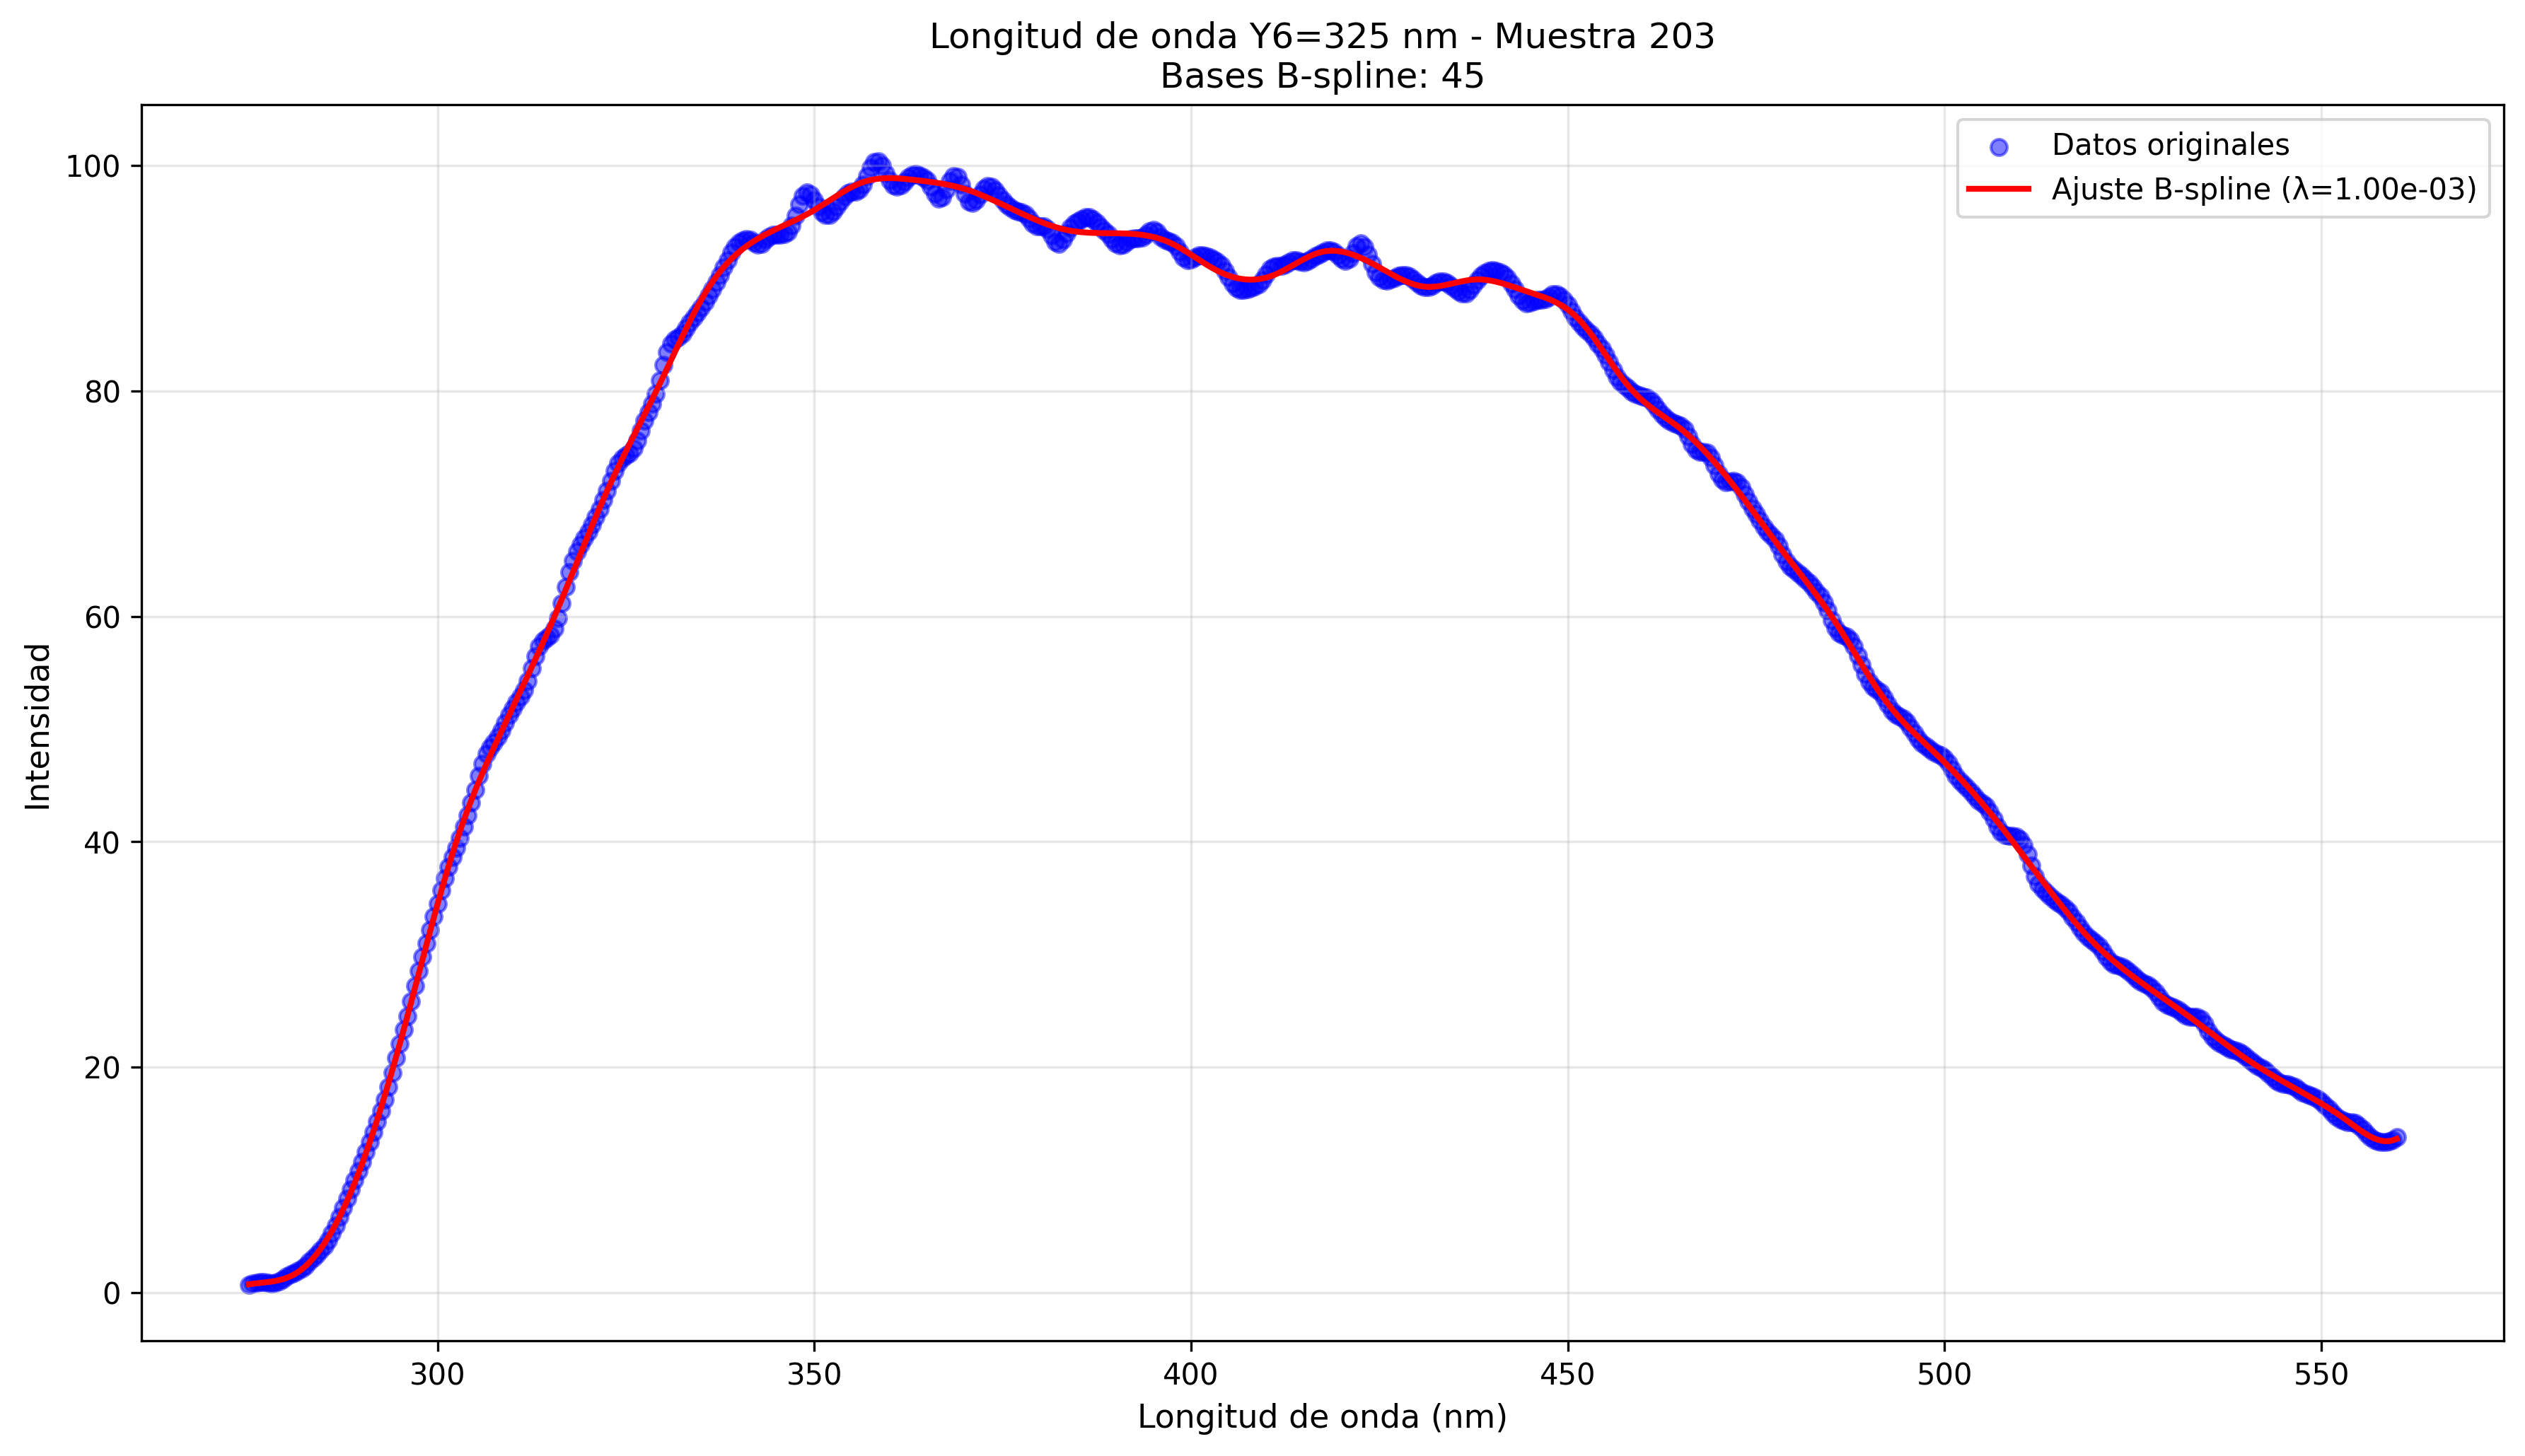 Longitud de onda Y6=325 nm - Muestra 203
Bases B-spline: 45
Datos originales
Ajuste B-spline (λ=1.00e-03)
Intensidad
100
80
60
40
20
0
300 350 400 450 500 550
Longitud de onda (nm)